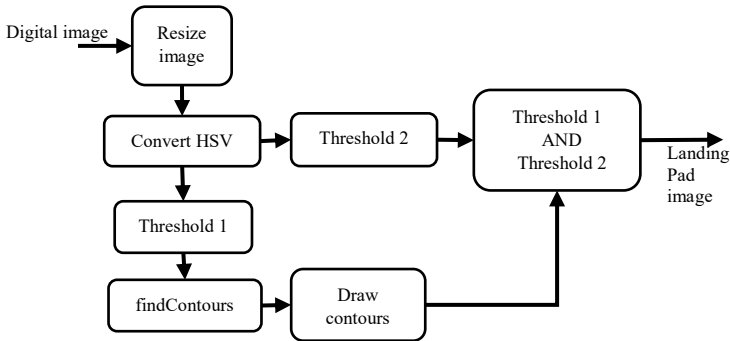 Digital image
Resize
image
Convert HSV
Threshold 2
Threshold 1
AND
Threshold 2
Landing
Pad
image
Threshold 1
findContours
Draw
contours